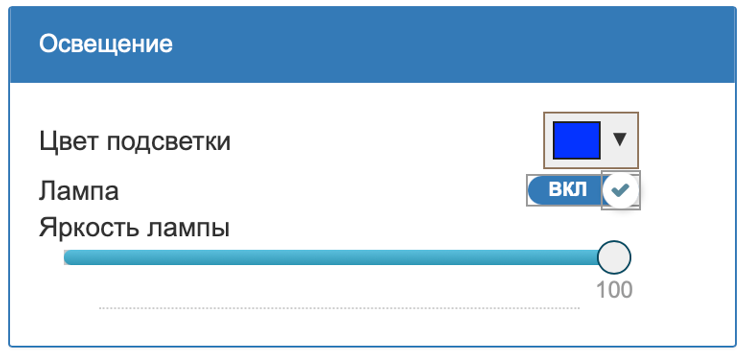 Освещение
Цвет подсветки
Лампа ВКЛ
Яркость лампы
100